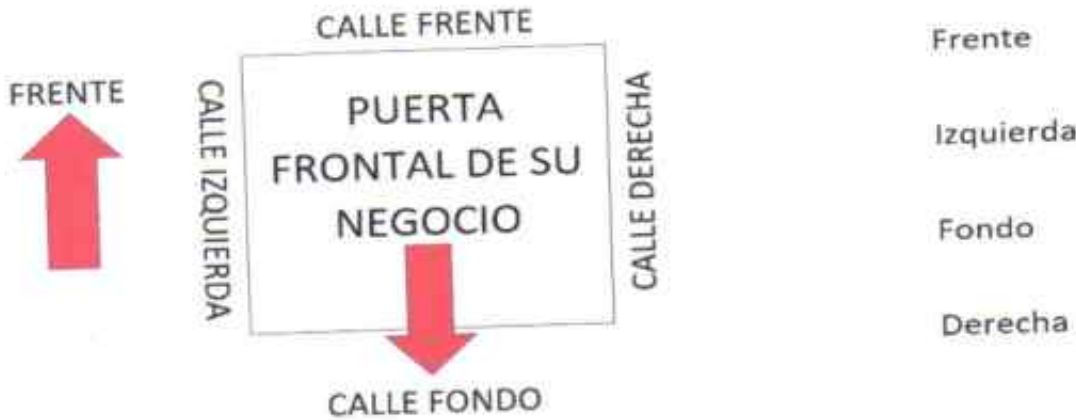 CALLE FRENTE
FRENTE
CALLE IZQUIERDA
PUERTA
FRONTAL DE SU
NEGOCIO
CALLE DERECHA
CALLE FONDO
Frente
Izquierda
Fondo
Derecha